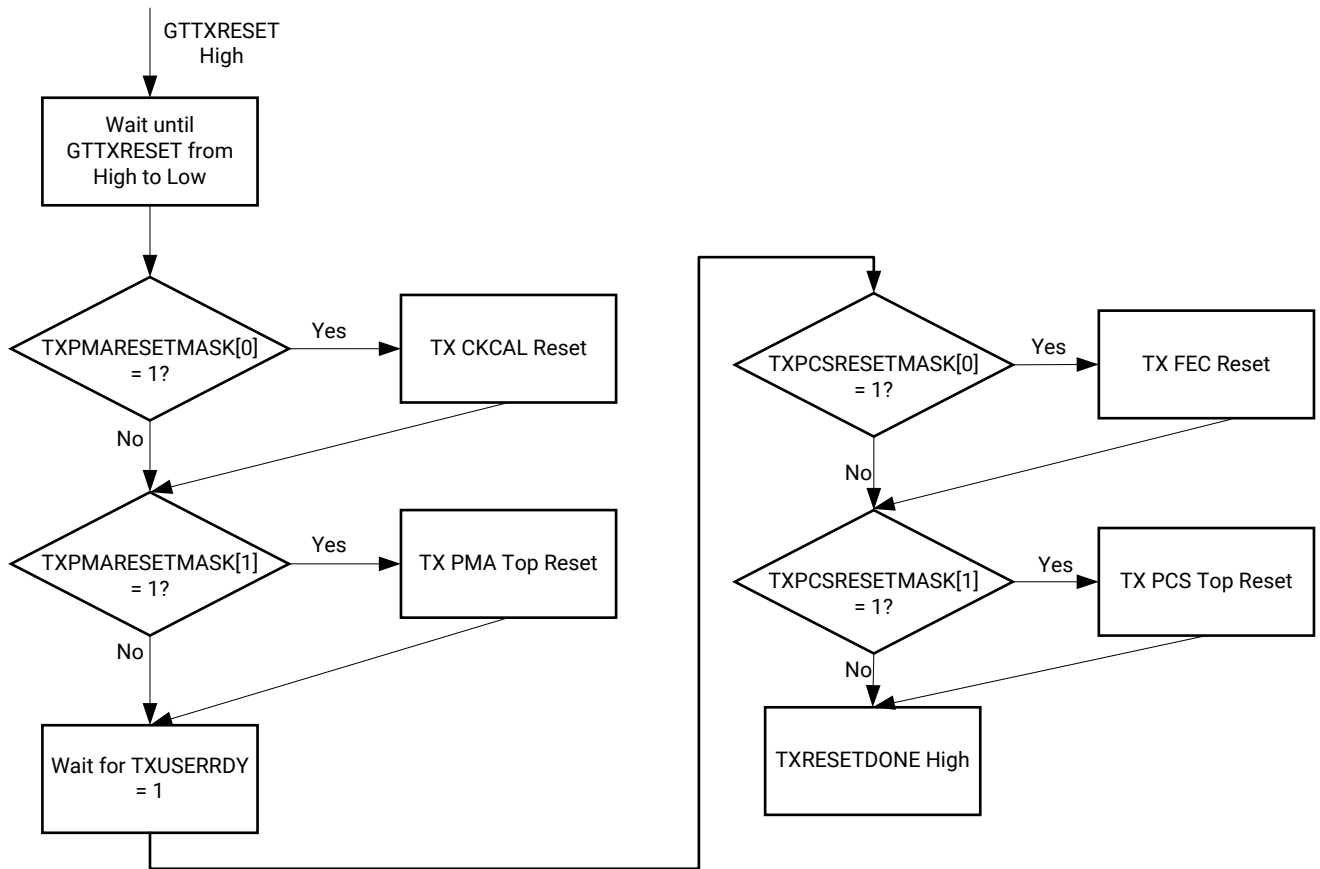 GTTXRESET
High
Wait until
GTTXRESET from
High to Low
TXPMARESETMASK[0]
= 1?
Yes
TX CKCAL Reset
No
TXPMARESETMASK[1]
= 1?
Yes
TX PMA Top Reset
No
Wait for TXUSERRDY
= 1
TXPCSRESETMASK[0]
= 1?
Yes
TX FEC Reset
No
TXPCSRESETMASK[1]
= 1?
Yes
TX PCS Top Reset
No
TXRESETDONE High